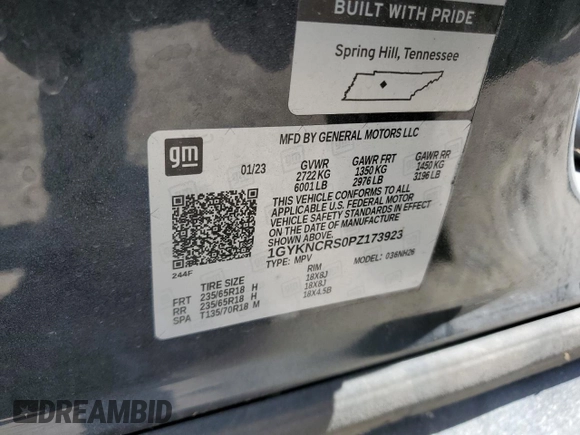 BUILT WITH PRIDE
Spring Hill, Tennessee
gm
MFD BY GENERAL MOTORS LLC
01/23 GVWR GAWR FRT GAWR RR
2722 KG 1350 KG 1450 KG
6001 LB 2976 LB 3196 LB
THIS VEHICLE CONFORMS TO ALL
APPLICABLE U.S. FEDERAL MOTOR
VEHICLE SAFETY STANDARDS IN EFFECT
ON THE DATE OF MANUFACTURE
SHOWN ABOVE.
1GYKNCRS0PZ173923
TYPE: MPV MODEL: 036NH26
244F
TIRE SIZE RIM
FRT 235/65R18 H 18X8J
RR 235/65R18 H 18X8J
SPA T135/70R18 M 18X4.5B
DREAMBID